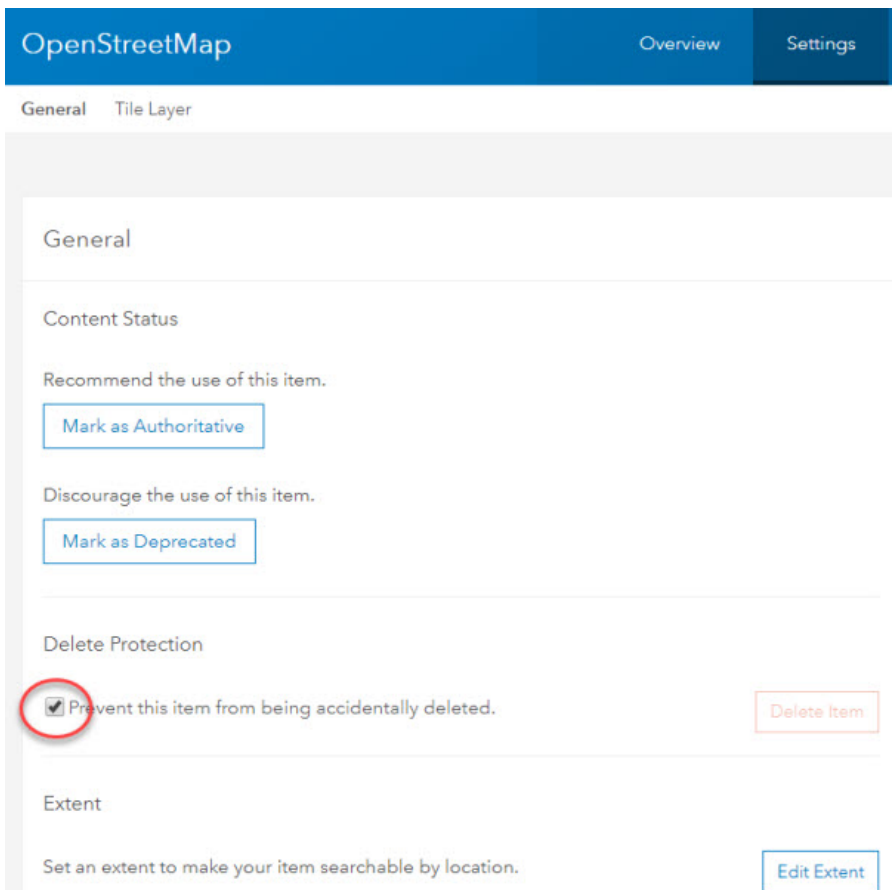 OpenStreetMap Overview Settings
General Tile Layer
General
Content Status
Recommend the use of this item.
Mark as Authoritative
Discourage the use of this item.
Mark as Deprecated
Delete Protection
Prevent this item from being accidentally deleted. Delete Item
Extent
Set an extent to make your item searchable by location. Edit Extent